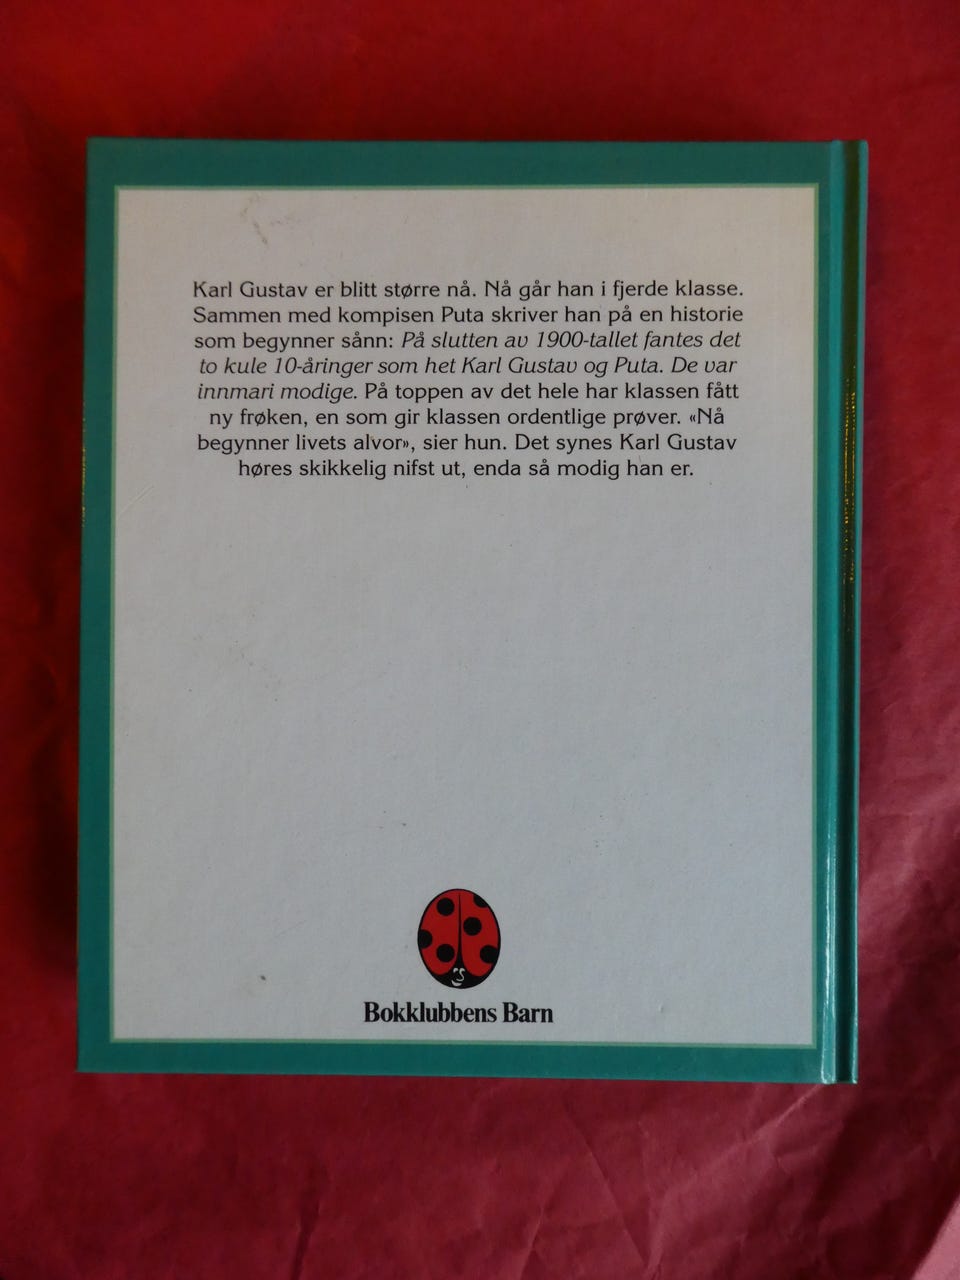 Karl Gustav er blitt større nå. Nå går han i fjerde klasse.
Sammen med kompisen Puta skriver han på en historie
som begynner sånn: På slutten av 1900-tallet fantes det
to kule 10-åringer som het Karl Gustav og Puta. De var
innmari modige. På toppen av det hele har klassen fått
ny frøken, en som gir klassen ordentlige prøver. «Nå
begynner livets alvor», sier hun. Det synes Karl Gustav
høres skikkelig nifst ut, enda så modig han er.
Bokklubbens Barn